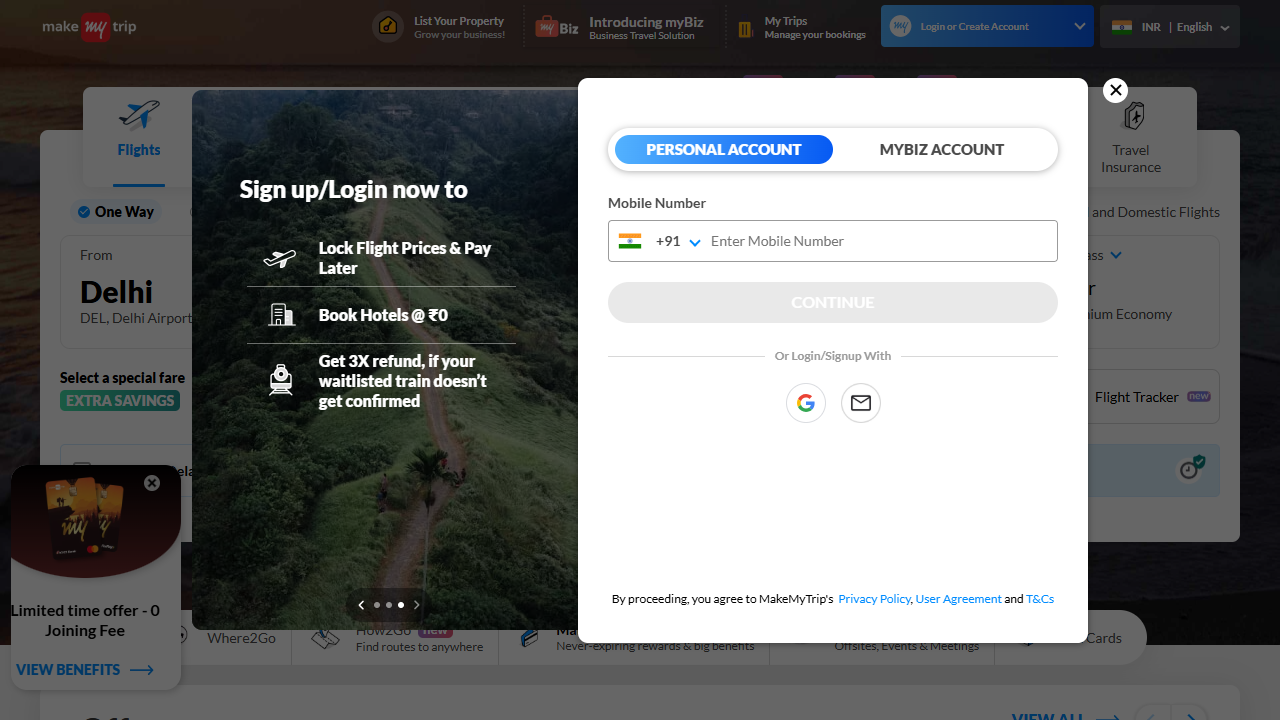 make my trip
List Your Property
Grow your business!
my Biz
Introducing myBiz
Business Travel Solution
My Trips
Manage your bookings
my
Login or Create Account
INR | English
Flights
Travel
Insurance
One Way
and Domestic Flights
From
Delhi
DEL, Delhi Airport
Select a special fare
EXTRA SAVINGS
Flight Tracker new
Sign up/Login now to
Lock Flight Prices & Pay
Later
Book Hotels @ ₹0
Get 3X refund, if your
waitlisted train doesn't
get confirmed
PERSONAL ACCOUNT
MYBIZ ACCOUNT
Mobile Number
+91
Enter Mobile Number
CONTINUE
Or Login/Signup With
By proceeding, you agree to MakeMyTrip's Privacy Policy, User Agreement and T&Cs
Limited time offer - 0
Joining Fee
VIEW BENEFITS
Where2Go
How2Go new
Find routes to anywhere
Never-expiring rewards & big benefits
Offsites, Events & Meetings
Cards
VIEW ALL